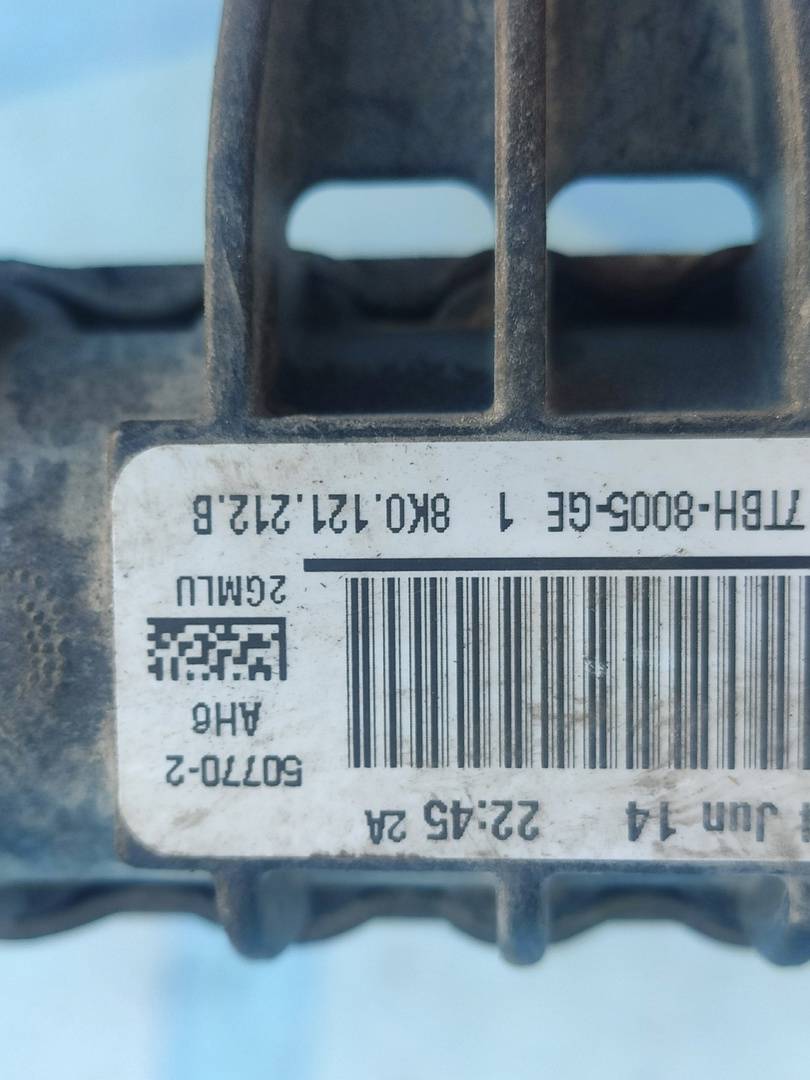 Jun 14 22:45 2A
50770-2
AH6
2GMLU
7TBH-8005-GE 1 8K0.121.212.B